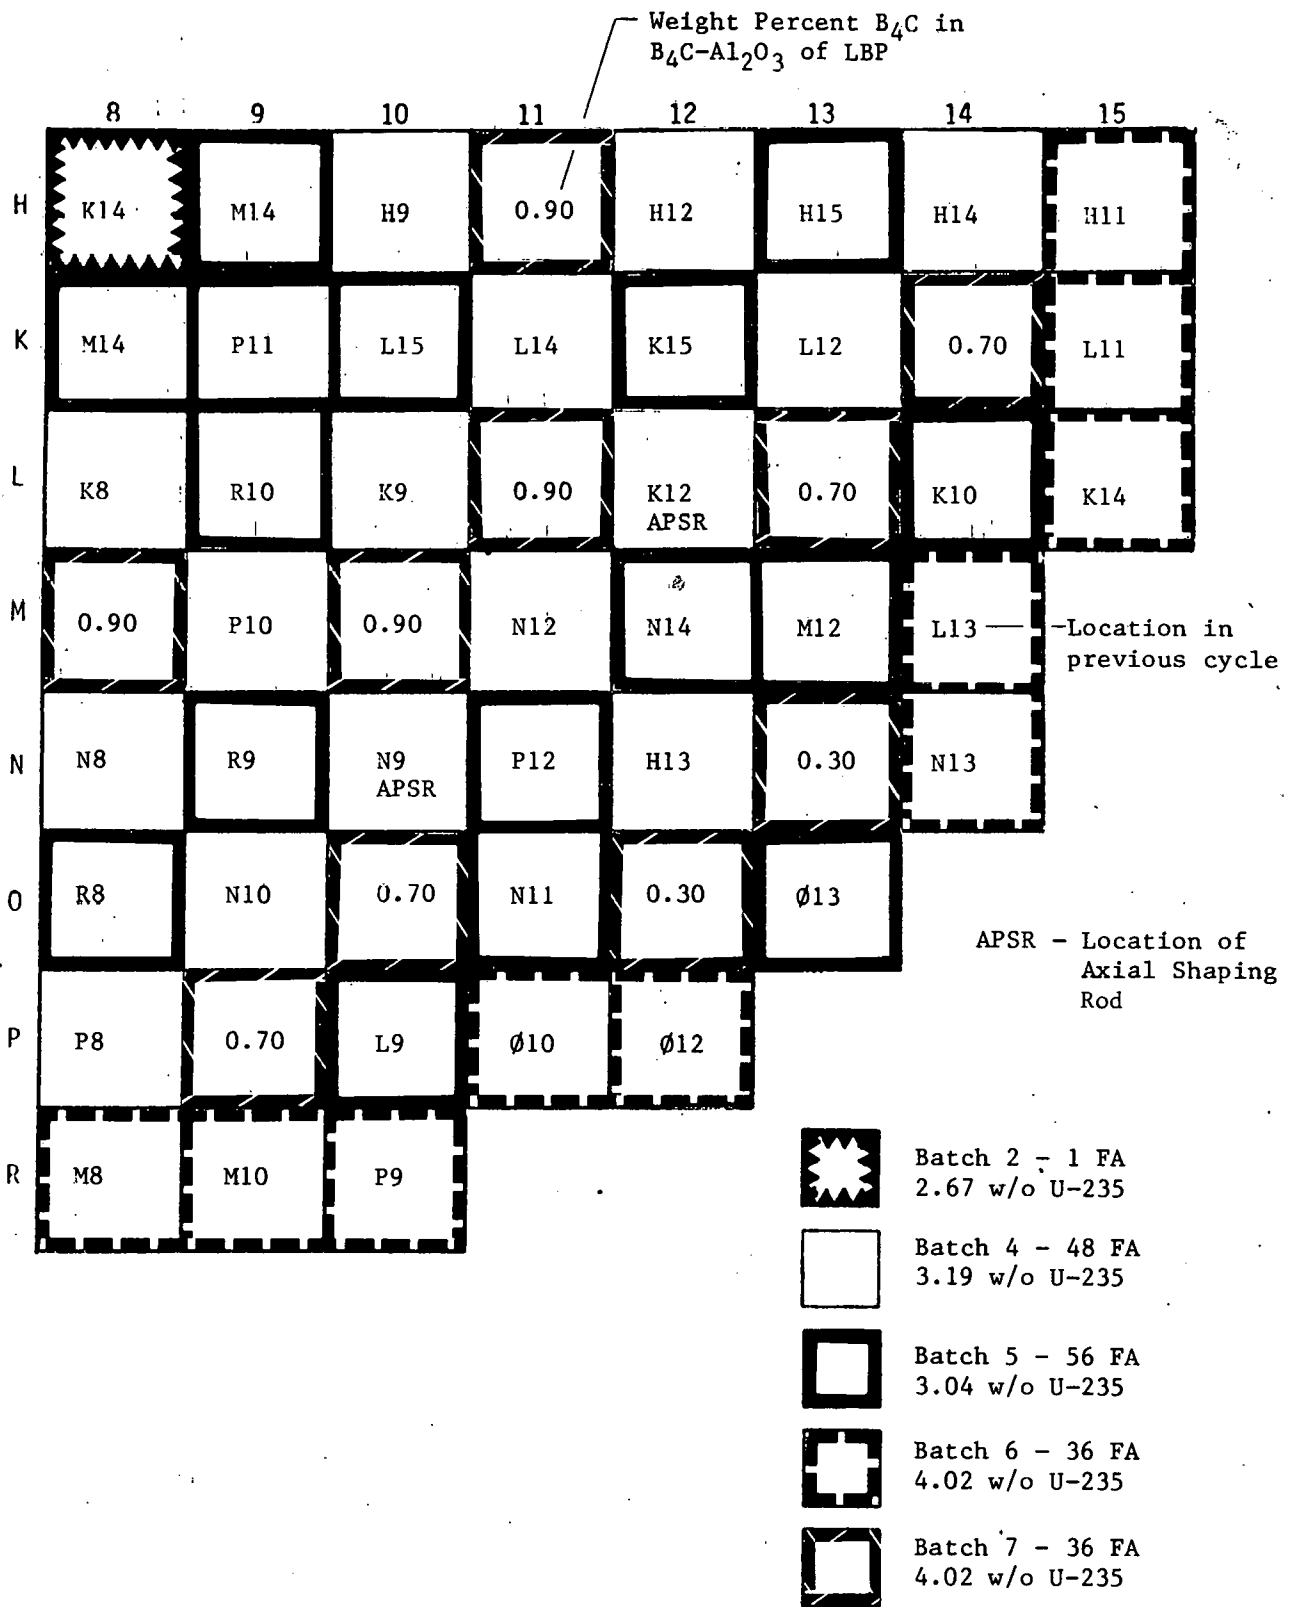 Weight Percent B4C in
B4C-Al2O3 of LBP
8 9 10 11 12 13 14 15
H K14 M14 H9 0.90 H12 H15 H14 H11
K M14 P11 L15 L14 K15 L12 0.70 L11
L K8 R10 K9 0.90 K12 0.70 K10 K14
APSR
M 0.90 P10 0.90 N12 N14 M12 L13
Location in
previous cycle
N N8 R9 N9 P12 H13 0.30 N13
APSR
O R8 N10 0.70 N11 0.30 Ø13
APSR - Location of
Axial Shaping
Rod
P P8 0.70 L9 Ø10 Ø12
R M8 M10 P9
Batch 2 - 1 FA
2.67 w/o U-235
Batch 4 - 48 FA
3.19 w/o U-235
Batch 5 - 56 FA
3.04 w/o U-235
Batch 6 - 36 FA
4.02 w/o U-235
Batch 7 - 36 FA
4.02 w/o U-235